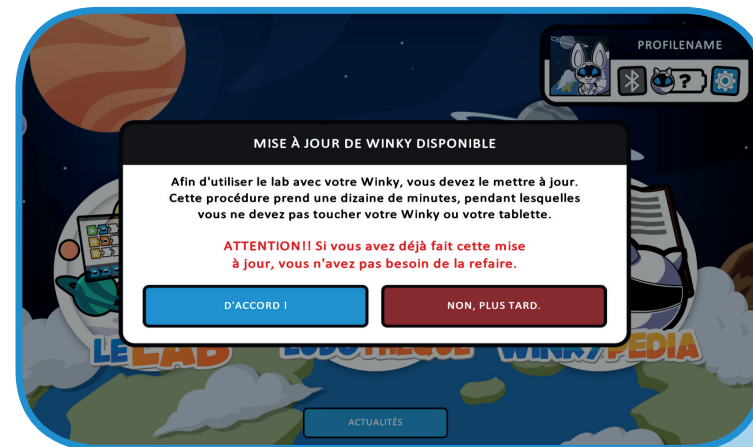 PROFILENAME
?
MISE À JOUR DE WINKY DISPONIBLE
Afin d'utiliser le lab avec votre Winky, vous devez le mettre à jour.
Cette procédure prend une dizaine de minutes, pendant lesquelles
vous ne devez pas toucher votre Winky ou votre tablette.
ATTENTION!! Si vous avez déjà fait cette mise
à jour, vous n'avez pas besoin de la refaire.
D'ACCORD ! NON, PLUS TARD.
LE LAB LUDOTHÈQUE WINKYPEDIA
ACTUALITÉS